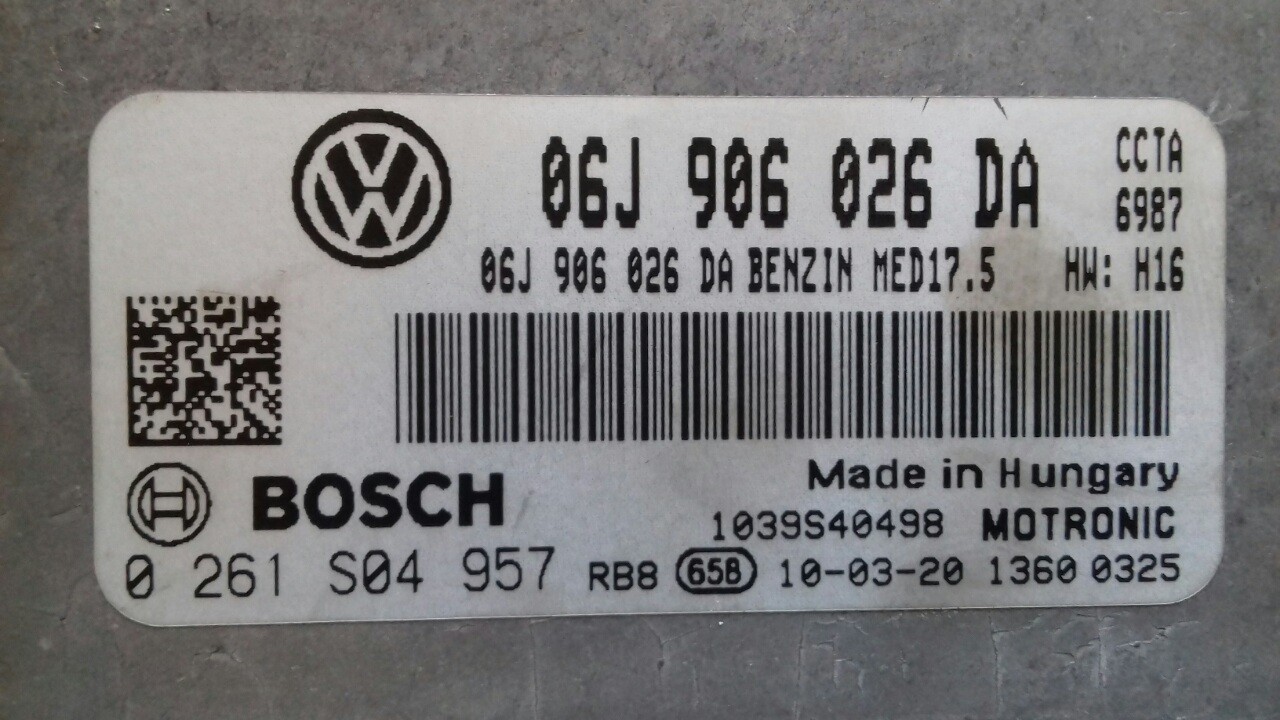 06J 906 026 DA CCTA
6987
06J 906 026 DA BENZIN MED17.5 HW: H16
Made in Hungary
BOSCH
1039S40498 MOTRONIC
0 261 S04 957 RB8 65B 10-03-20 1360 0325